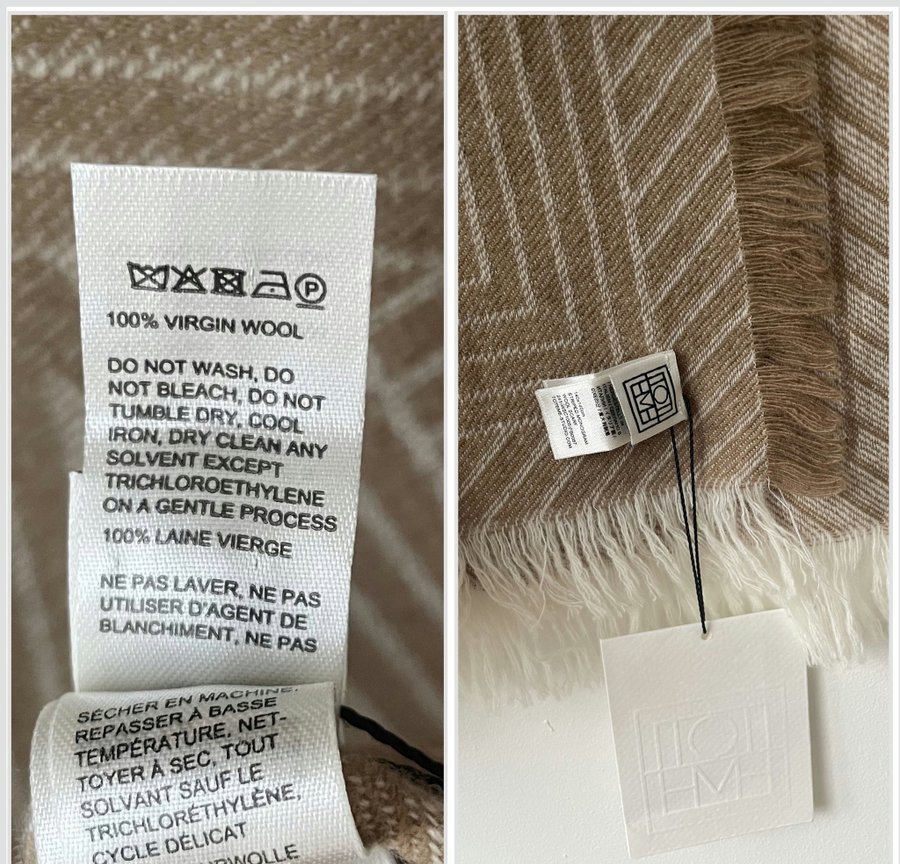 P
100% VIRGIN WOOL
DO NOT WASH, DO
NOT BLEACH, DO NOT
TUMBLE DRY, COOL
IRON, DRY CLEAN ANY
SOLVENT EXCEPT
TRICHLOROETHYLENE
ON A GENTLE PROCESS
100% LAINE VIERGE
NE PAS LAVER, NE PAS
UTILISER D'AGENT DE
BLANCHIMENT, NE PAS
SÉCHER EN MACHINE,
REPASSER À BASSE
TEMPÉRATURE, NET-
TOYER À SEC, TOUT
SOLVANT SAUF LE
TRICHLORÉTHYLÈNE,
CYCLE DÉLICAT